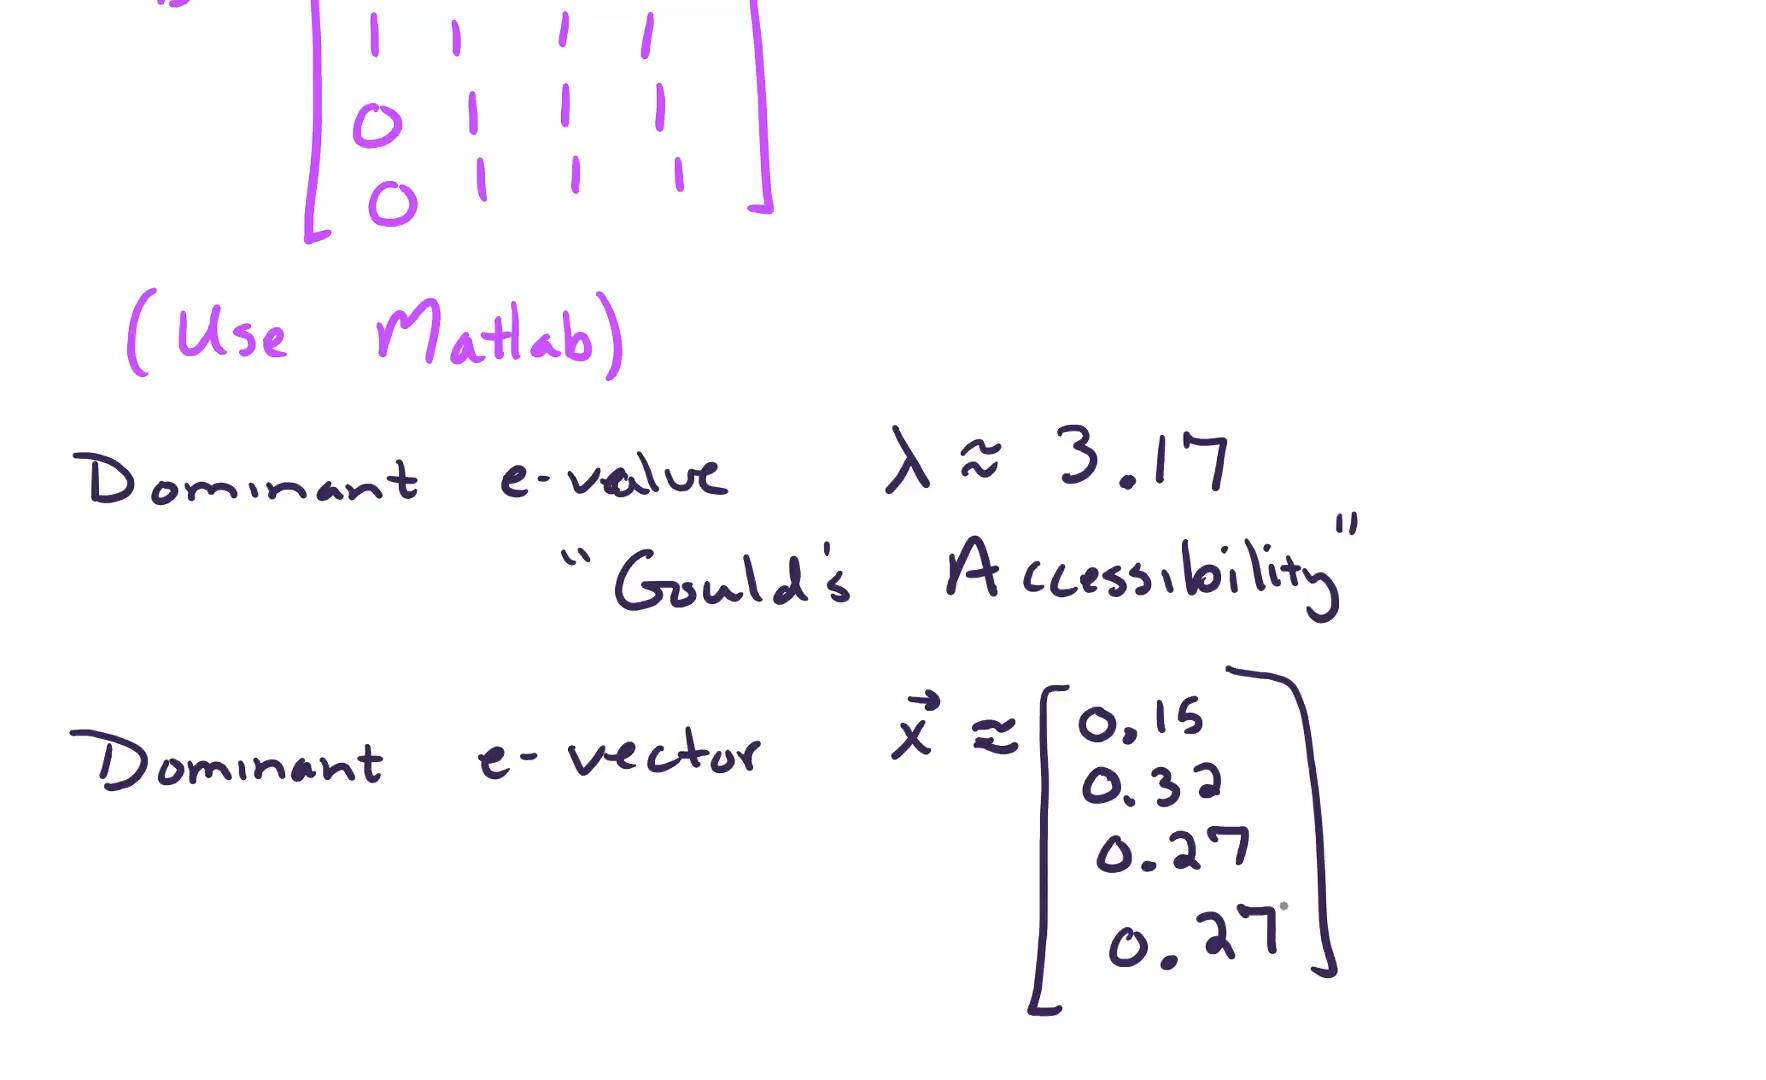 1 1 1 1
0 1 1 1
0 1 1 1
(Use Matlab)
Dominant e-value λ ≈ 3.17
"Gould's Accessibility"
Dominant e-vector x⃗ ≈ [0.15
0.32
0.27
0.27]